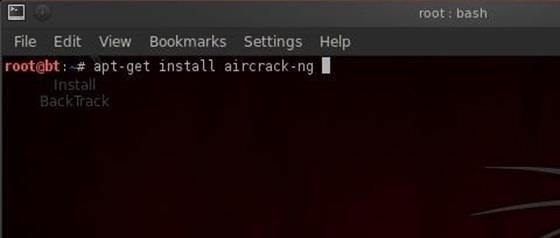 root : bash
File Edit View Bookmarks Settings Help
root@bt:~# apt-get install aircrack-ng
Install
BackTrack